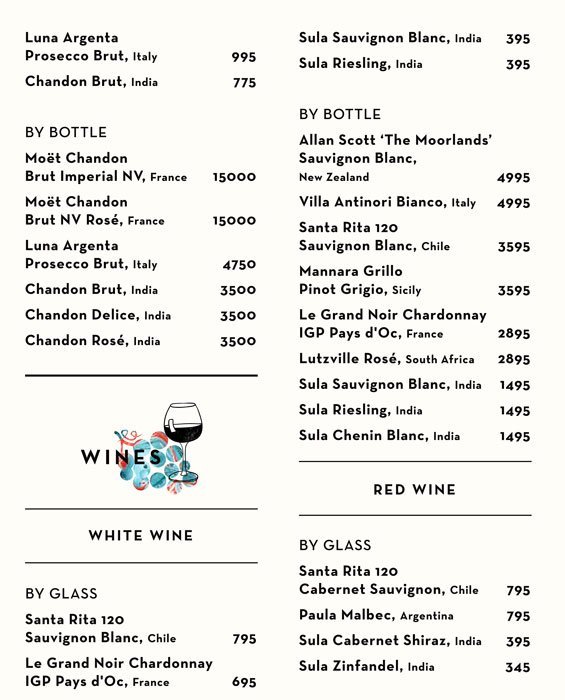 Luna Argenta
Prosecco Brut, Italy 995
Chandon Brut, India 775
BY BOTTLE
Moët Chandon
Brut Imperial NV, France 15000
Moët Chandon
Brut NV Rosé, France 15000
Luna Argenta
Prosecco Brut, Italy 4750
Chandon Brut, India 3500
Chandon Delice, India 3500
Chandon Rosé, India 3500
WINES
WHITE WINE
BY GLASS
Santa Rita 120
Sauvignon Blanc, Chile 795
Le Grand Noir Chardonnay
IGP Pays d'Oc, France 695
Sula Sauvignon Blanc, India 395
Sula Riesling, India 395
BY BOTTLE
Allan Scott ‘The Moorlands’
Sauvignon Blanc,
New Zealand 4995
Villa Antinori Bianco, Italy 4995
Santa Rita 120
Sauvignon Blanc, Chile 3595
Mannara Grillo
Pinot Grigio, Sicily 3595
Le Grand Noir Chardonnay
IGP Pays d'Oc, France 2895
Lutzville Rosé, South Africa 2895
Sula Sauvignon Blanc, India 1495
Sula Riesling, India 1495
Sula Chenin Blanc, India 1495
RED WINE
BY GLASS
Santa Rita 120
Cabernet Sauvignon, Chile 795
Paula Malbec, Argentina 795
Sula Cabernet Shiraz, India 395
Sula Zinfandel, India 345